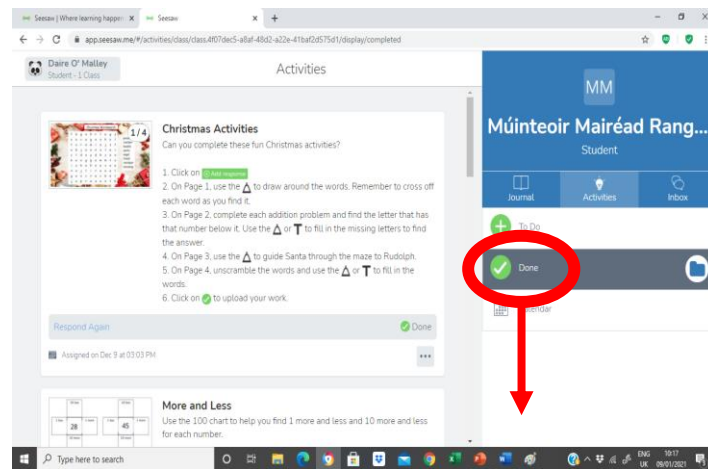 Seesaw | Where learning happen
Seesaw
app.seesaw.me/#/activities/class/class.4f07dec5-a8af-48d2-a22e-41baf2d575d1/display/completed
Daire O' Malley
Student - 1 Class
Activities
1/4
Christmas Activities
Can you complete these fun Christmas activities?
1. Click on Add response
2. On Page 1, use the to draw around the words. Remember to cross off
each word as you find it.
3. On Page 2, complete each addition problem and find the letter that has
that number below it. Use the or T to fill in the missing letters to find
the answer.
4. On Page 3, use the to guide Santa through the maze to Rudolph.
5. On Page 4, unscramble the words and use the or T to fill in the
words.
6. Click on to upload your work.
Respond Again
Done
Assigned on Dec 9 at 03:03 PM
28
45
More and Less
Use the 100 chart to help you find 1 more and less and 10 more and less
for each number.
MM
Múinteoir Mairéad Rang...
Student
Journal
Activities
Inbox
To Do
Done
Calendar
Type here to search
ENG
UK
10:17
09/01/2021